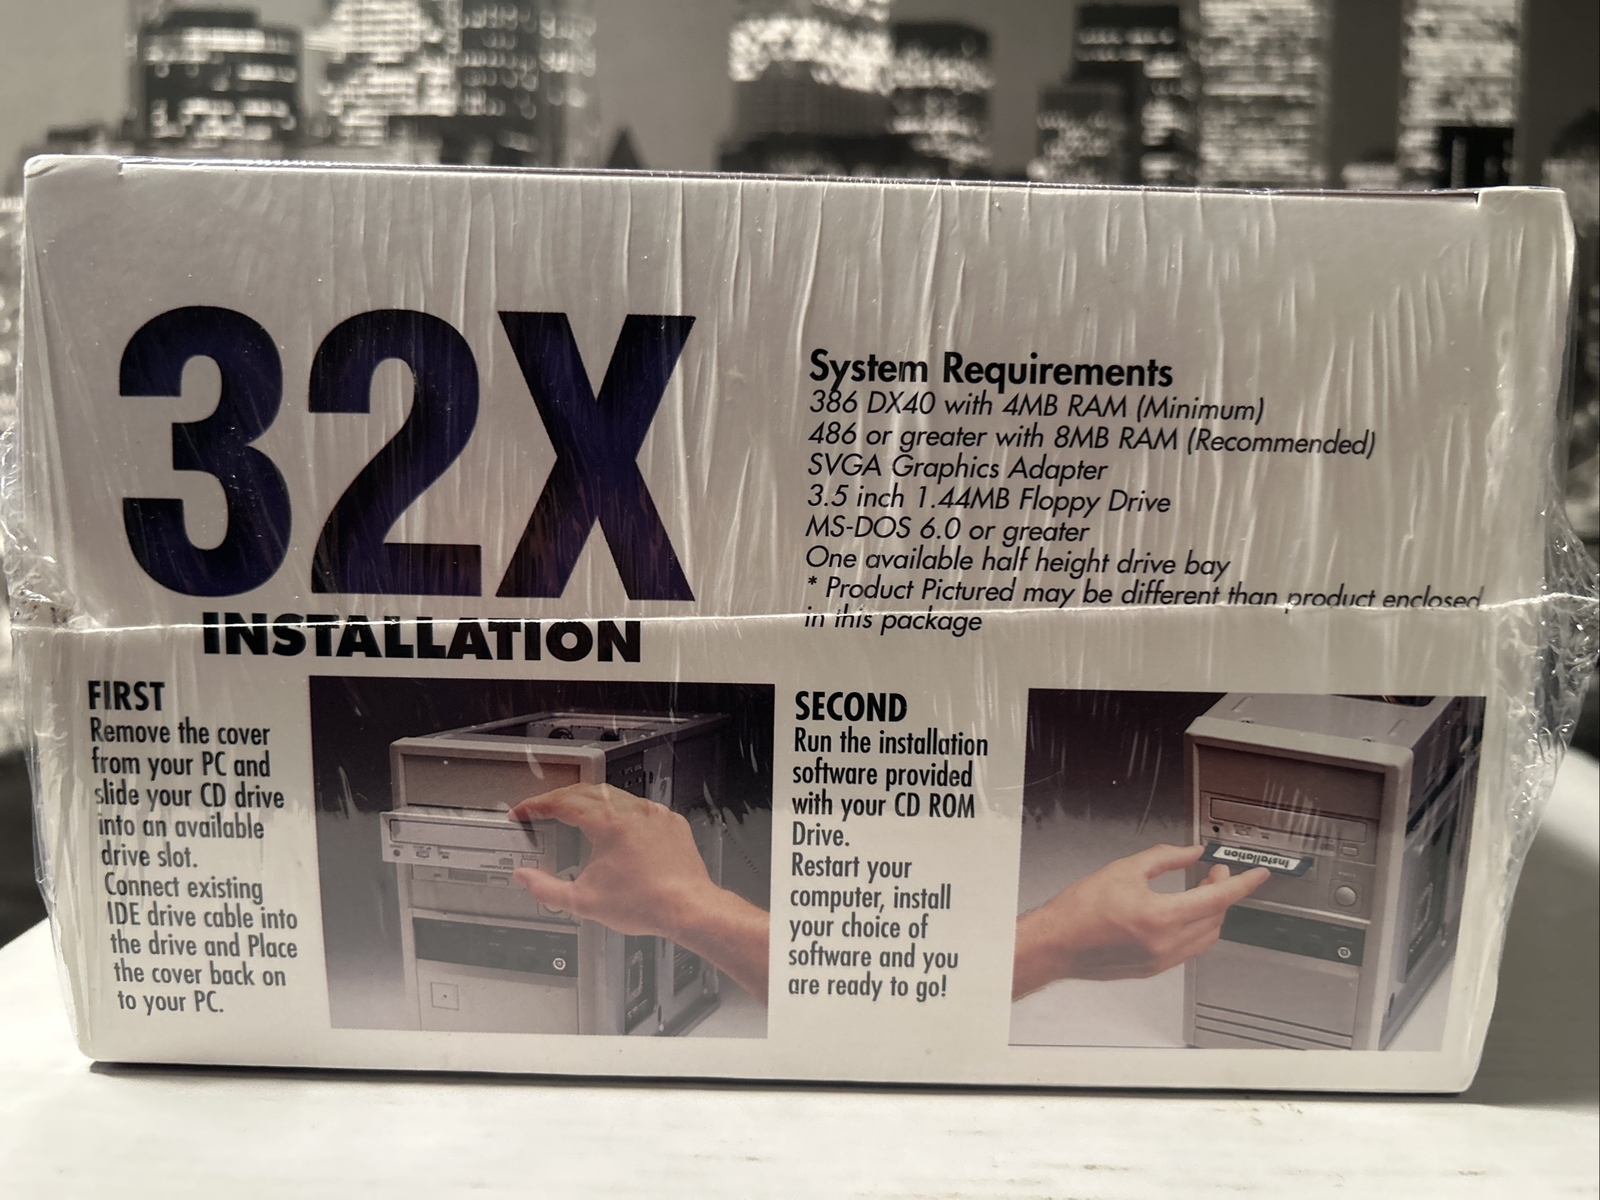 32X
INSTALLATION
System Requirements
386 DX40 with 4MB RAM (Minimum)
486 or greater with 8MB RAM (Recommended)
SVGA Graphics Adapter
3.5 inch 1.44MB Floppy Drive
MS-DOS 6.0 or greater
One available half height drive bay
* Product Pictured may be different than product enclosed
in this package
FIRST
Remove the cover
from your PC and
slide your CD drive
into an available
drive slot.
Connect existing
IDE drive cable into
the drive and Place
the cover back on
to your PC.
SECOND
Run the installation
software provided
with your CD ROM
Drive.
Restart your
computer, install
your choice of
software and you
are ready to go!
Installation